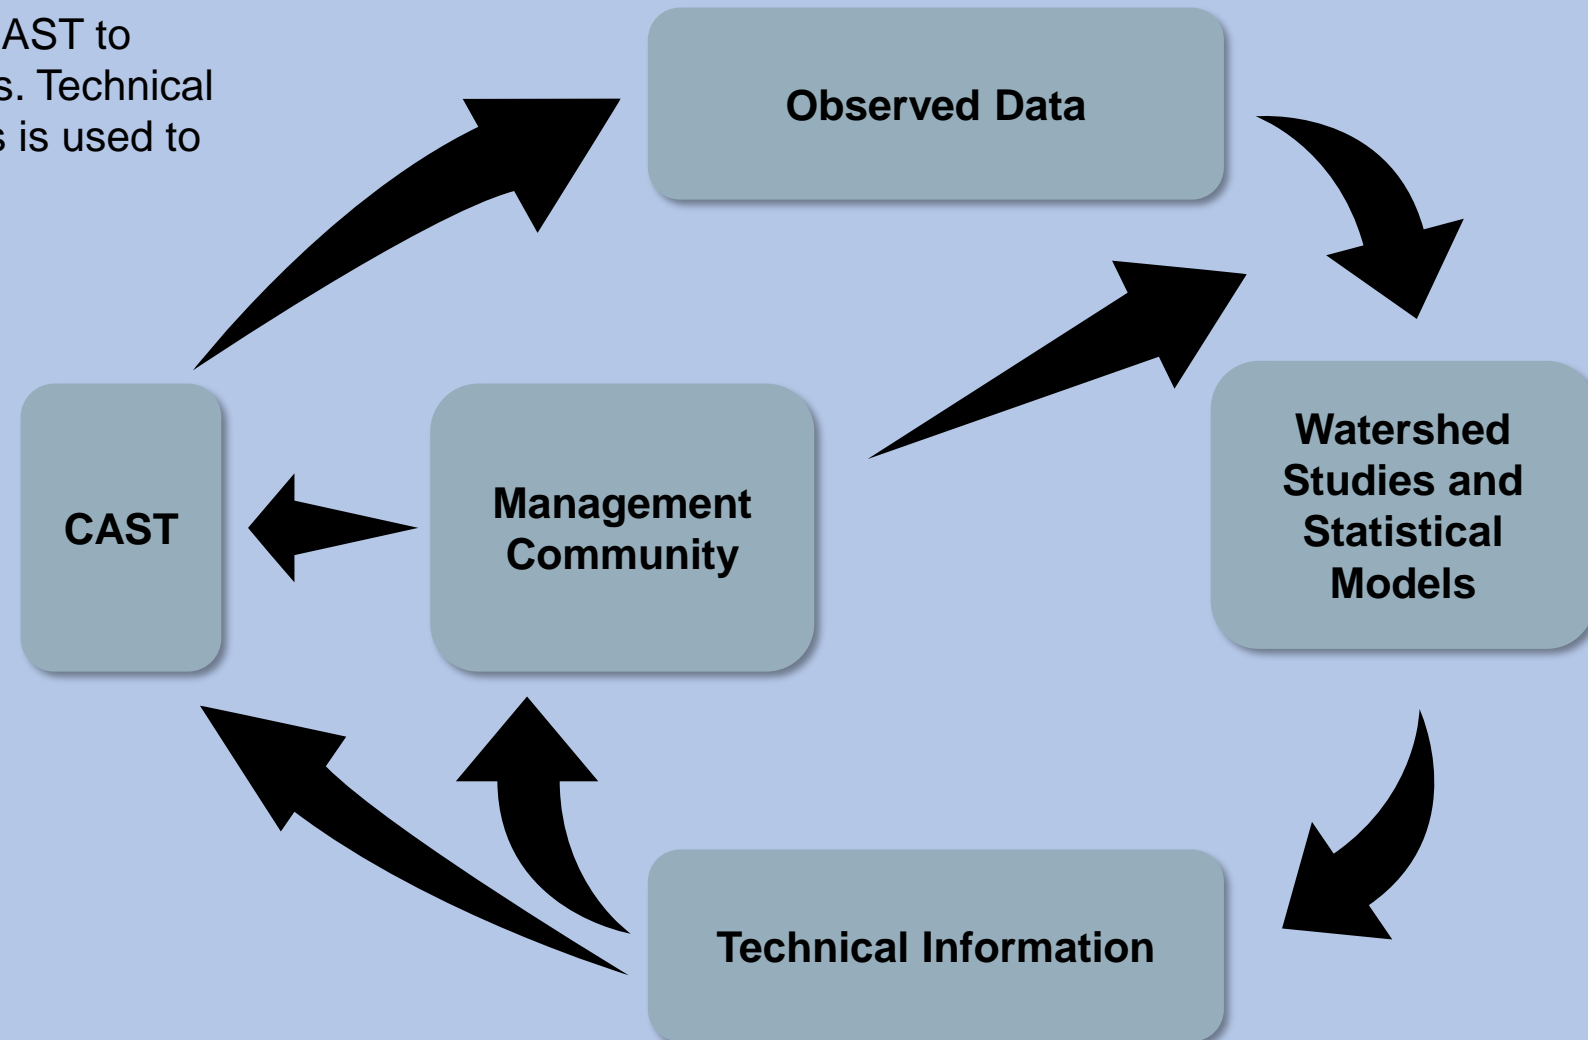 AST to
s. Technical
s is used to
Observed Data
CAST
Management
Community
Watershed
Studies and
Statistical
Models
Technical Information